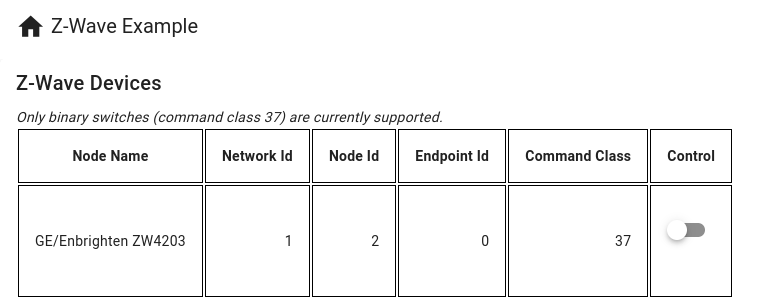 Z-Wave Example
Z-Wave Devices
Only binary switches (command class 37) are currently supported.
Node Name Network Id Node Id Endpoint Id Command Class Control
GE/Enbrighten ZW4203 1 2 0 37